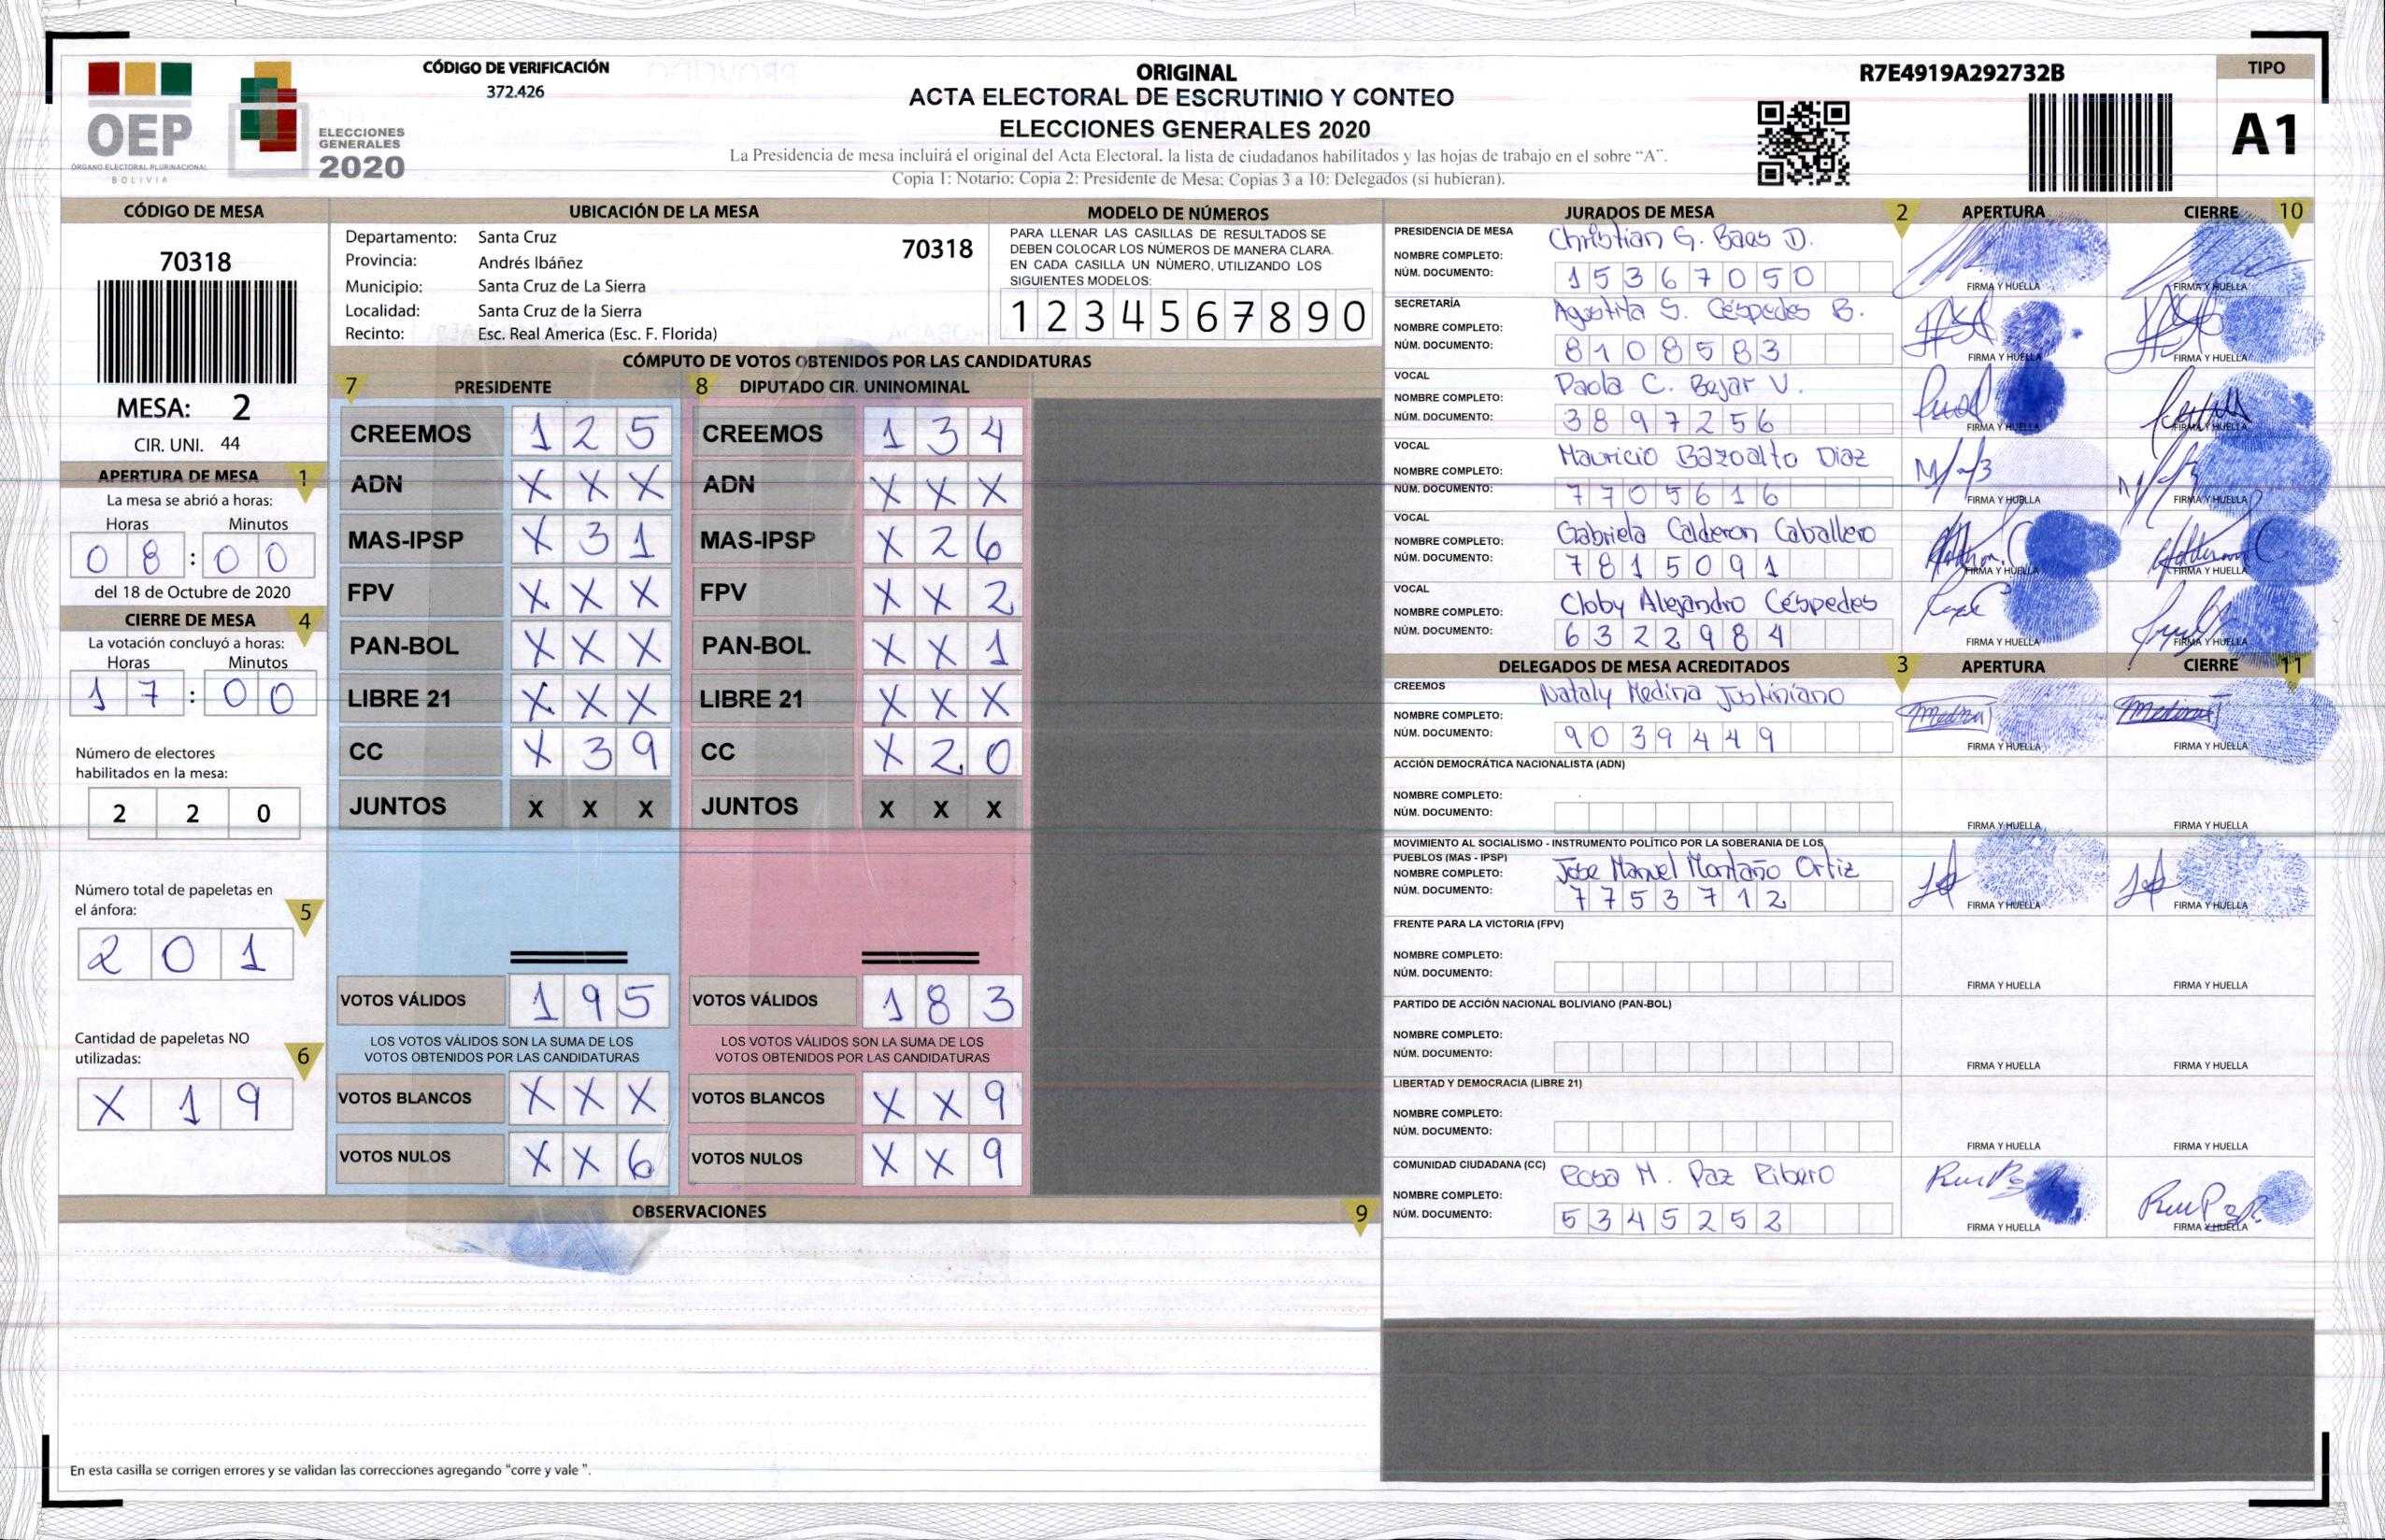 OEP
ÓRGANO ELECTORAL PLURINACIONAL
BOLIVIA
ELECCIONES
GENERALES
2020
CÓDIGO DE VERIFICACIÓN
372.426
ORIGINAL
ACTA ELECTORAL DE ESCRUTINIO Y CONTEO
ELECCIONES GENERALES 2020
La Presidencia de mesa incluirá el original del Acta Electoral, la lista de ciudadanos habilitados y las hojas de trabajo en el sobre “A”.
Copia 1: Notario; Copia 2: Presidente de Mesa; Copias 3 a 10: Delegados (si hubieran).
R7E4919A292732B
TIPO
A1
CÓDIGO DE MESA
70318
MESA: 2
CIR. UNI. 44
APERTURA DE MESA 1
La mesa se abrió a horas:
Horas Minutos
0 8 : 0 0
del 18 de Octubre de 2020
CIERRE DE MESA 4
La votación concluyó a horas:
Horas Minutos
1 7 : 0 0
Número de electores
habilitados en la mesa:
2 2 0
Número total de papeletas en
el ánfora: 5
2 0 1
Cantidad de papeletas NO
utilizadas: 6
X 1 9
UBICACIÓN DE LA MESA
Departamento: Santa Cruz 70318
Provincia: Andrés Ibáñez
Municipio: Santa Cruz de La Sierra
Localidad: Santa Cruz de la Sierra
Recinto: Esc. Real America (Esc. F. Florida)
MODELO DE NÚMEROS
PARA LLENAR LAS CASILLAS DE RESULTADOS SE
DEBEN COLOCAR LOS NÚMEROS DE MANERA CLARA.
EN CADA CASILLA UN NÚMERO, UTILIZANDO LOS
SIGUIENTES MODELOS:
1 2 3 4 5 6 7 8 9 0
CÓMPUTO DE VOTOS OBTENIDOS POR LAS CANDIDATURAS
7 PRESIDENTE
CREEMOS 1 2 5
ADN X X X
MAS-IPSP X 3 1
FPV X X X
PAN-BOL X X X
LIBRE 21 X X X
CC X 3 9
JUNTOS X X X
VOTOS VÁLIDOS 1 9 5
LOS VOTOS VÁLIDOS SON LA SUMA DE LOS
VOTOS OBTENIDOS POR LAS CANDIDATURAS
VOTOS BLANCOS X X X
VOTOS NULOS X X 6
8 DIPUTADO CIR. UNINOMINAL
CREEMOS 1 3 4
ADN X X X
MAS-IPSP X 2 6
FPV X X 2
PAN-BOL X X 1
LIBRE 21 X X X
CC X 2 0
JUNTOS X X X
VOTOS VÁLIDOS 1 8 3
LOS VOTOS VÁLIDOS SON LA SUMA DE LOS
VOTOS OBTENIDOS POR LAS CANDIDATURAS
VOTOS BLANCOS X X 9
VOTOS NULOS X X 9
OBSERVACIONES 9
En esta casilla se corrigen errores y se validan las correcciones agregando “corre y vale ”.
JURADOS DE MESA 2 APERTURA CIERRE 10
PRESIDENCIA DE MESA Christian G. Baes D.
NOMBRE COMPLETO:
NÚM. DOCUMENTO: 1 5 3 6 7 0 5 0
FIRMA Y HUELLA FIRMA Y HUELLA
SECRETARÍA Agostita S. Céspedes B.
NOMBRE COMPLETO:
NÚM. DOCUMENTO: 8 1 0 8 5 8 3
FIRMA Y HUELLA FIRMA Y HUELLA
VOCAL Paola C. Bejar V.
NOMBRE COMPLETO:
NÚM. DOCUMENTO: 3 8 9 7 2 5 6
FIRMA Y HUELLA FIRMA Y HUELLA
VOCAL Mauricio Bazoalto Diaz
NOMBRE COMPLETO:
NÚM. DOCUMENTO: 7 7 0 5 6 1 6
FIRMA Y HUELLA FIRMA Y HUELLA
VOCAL Gabriela Calderon Caballero
NOMBRE COMPLETO:
NÚM. DOCUMENTO: 7 8 1 5 0 9 1
FIRMA Y HUELLA FIRMA Y HUELLA
VOCAL Cloby Alejandro Céspedes
NOMBRE COMPLETO:
NÚM. DOCUMENTO: 6 3 2 2 9 8 4
FIRMA Y HUELLA FIRMA Y HUELLA
DELEGADOS DE MESA ACREDITADOS 3 APERTURA CIERRE 11
CREEMOS Nataly Medina Justiniano
NOMBRE COMPLETO:
NÚM. DOCUMENTO: 9 0 3 9 4 4 9
FIRMA Y HUELLA FIRMA Y HUELLA
ACCIÓN DEMOCRÁTICA NACIONALISTA (ADN)
NOMBRE COMPLETO:
NÚM. DOCUMENTO:
FIRMA Y HUELLA FIRMA Y HUELLA
MOVIMIENTO AL SOCIALISMO - INSTRUMENTO POLÍTICO POR LA SOBERANIA DE LOS
PUEBLOS (MAS - IPSP)
NOMBRE COMPLETO: Jose Manuel Montaño Ortiz
NÚM. DOCUMENTO: 7 7 5 3 7 1 2
FIRMA Y HUELLA FIRMA Y HUELLA
FRENTE PARA LA VICTORIA (FPV)
NOMBRE COMPLETO:
NÚM. DOCUMENTO:
FIRMA Y HUELLA FIRMA Y HUELLA
PARTIDO DE ACCIÓN NACIONAL BOLIVIANO (PAN-BOL)
NOMBRE COMPLETO:
NÚM. DOCUMENTO:
FIRMA Y HUELLA FIRMA Y HUELLA
LIBERTAD Y DEMOCRACIA (LIBRE 21)
NOMBRE COMPLETO:
NÚM. DOCUMENTO:
FIRMA Y HUELLA FIRMA Y HUELLA
COMUNIDAD CIUDADANA (CC) Rosa M. Paz Ribero
NOMBRE COMPLETO:
NÚM. DOCUMENTO: 5 3 4 5 2 5 2
FIRMA Y HUELLA FIRMA Y HUELLA